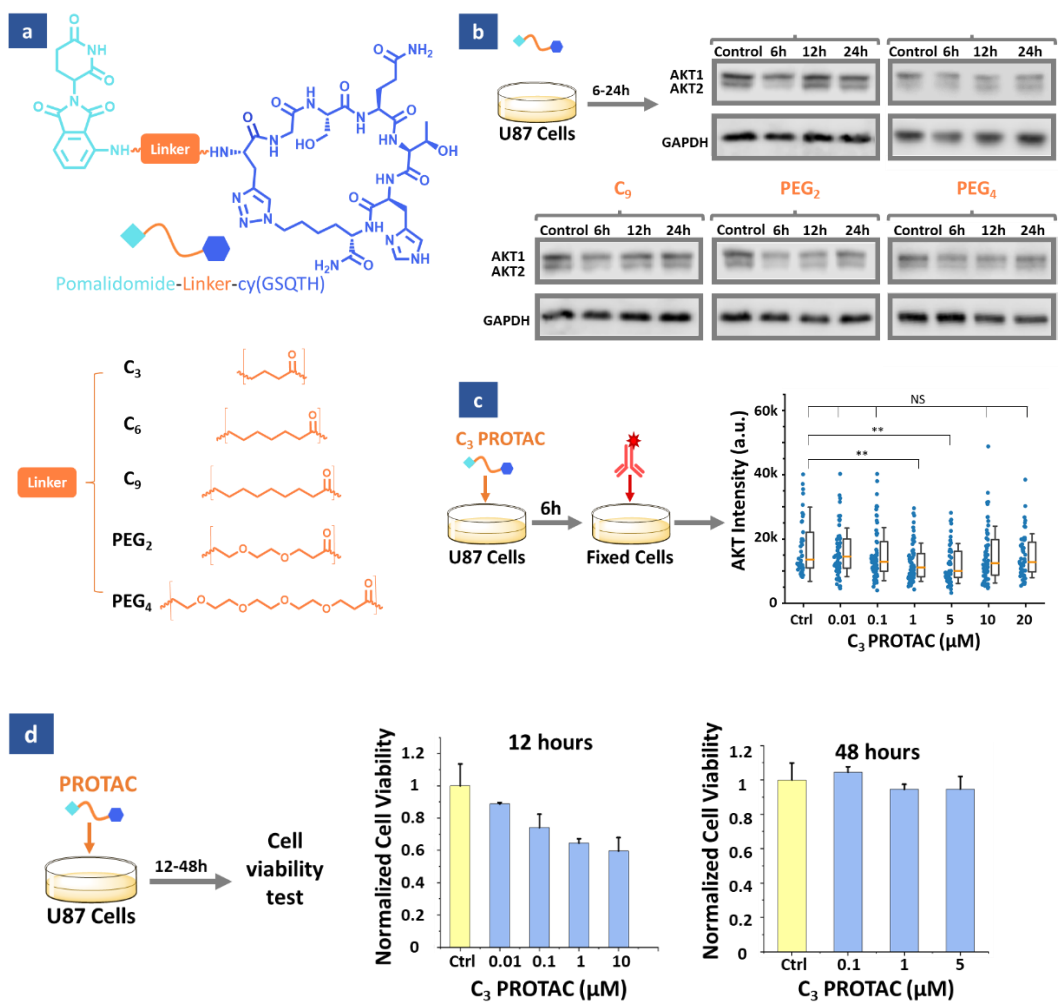 a
O
NH
O
N
O
O
NH
Linker
HN
O
H
N
O
HO
H
N
O
O
NH₂
H
N
O
HN
O
OH
NH
O
N
NH
HN
O
H₂N
O
N
N=N
Pomalidomide-Linker-cy(GSQTH)
Linker
C₃
O
C₆
O
C₉
O
PEG₂
O
O
O
PEG₄
O
O
O
O
O
b
U87 Cells
6-24h
Control 6h 12h 24h
Control 6h 12h 24h
AKT1
AKT2
GAPDH
C₉
PEG₂
PEG₄
Control 6h 12h 24h
Control 6h 12h 24h
Control 6h 12h 24h
AKT1
AKT2
GAPDH
c
C₃ PROTAC
U87 Cells
6h
Fixed Cells
AKT Intensity (a.u.)
60k
40k
20k
0
NS
**
**
Ctrl 0.01 0.1 1 5 10 20
C₃ PROTAC (µM)
d
PROTAC
U87 Cells
12-48h
Cell
viability
test
12 hours
Normalized Cell Viability
1.2
1
0.8
0.6
0.4
0.2
0
Ctrl 0.01 0.1 1 10
C₃ PROTAC (µM)
48 hours
Normalized Cell Viability
1.2
1
0.8
0.6
0.4
0.2
0
Ctrl 0.1 1 5
C₃ PROTAC (µM)